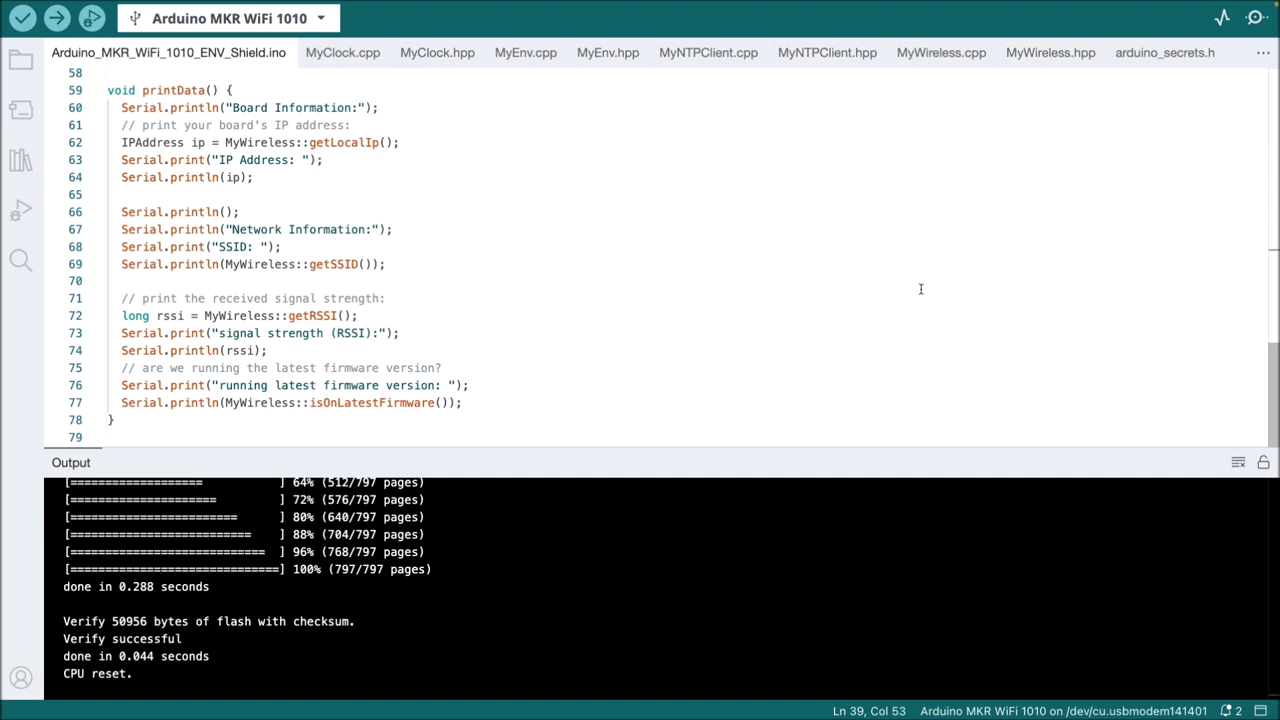 Arduino MKR WiFi 1010
Arduino_MKR_WiFi_1010_ENV_Shield.ino MyClock.cpp MyClock.hpp MyEnv.cpp MyEnv.hpp MyNTPClient.cpp MyNTPClient.hpp MyWireless.cpp MyWireless.hpp arduino_secrets.h ...
58
59 void printData() {
60 Serial.println("Board Information:");
61 // print your board's IP address:
62 IPAddress ip = MyWireless::getLocalIp();
63 Serial.print("IP Address: ");
64 Serial.println(ip);
65
66 Serial.println();
67 Serial.println("Network Information:");
68 Serial.print("SSID: ");
69 Serial.println(MyWireless::getSSID());
70
71 // print the received signal strength:
72 long rssi = MyWireless::getRSSI();
73 Serial.print("signal strength (RSSI):");
74 Serial.println(rssi);
75 // are we running the latest firmware version?
76 Serial.print("running latest firmware version: ");
77 Serial.println(MyWireless::isOnLatestFirmware());
78 }
79
Output
[=================== ] 64% (512/797 pages)
[===================== ] 72% (576/797 pages)
[======================== ] 80% (640/797 pages)
[========================== ] 88% (704/797 pages)
[============================ ] 96% (768/797 pages)
[==============================] 100% (797/797 pages)
done in 0.288 seconds
Verify 50956 bytes of flash with checksum.
Verify successful
done in 0.044 seconds
CPU reset.
Ln 39, Col 53 Arduino MKR WiFi 1010 on /dev/cu.usbmodem141401 2